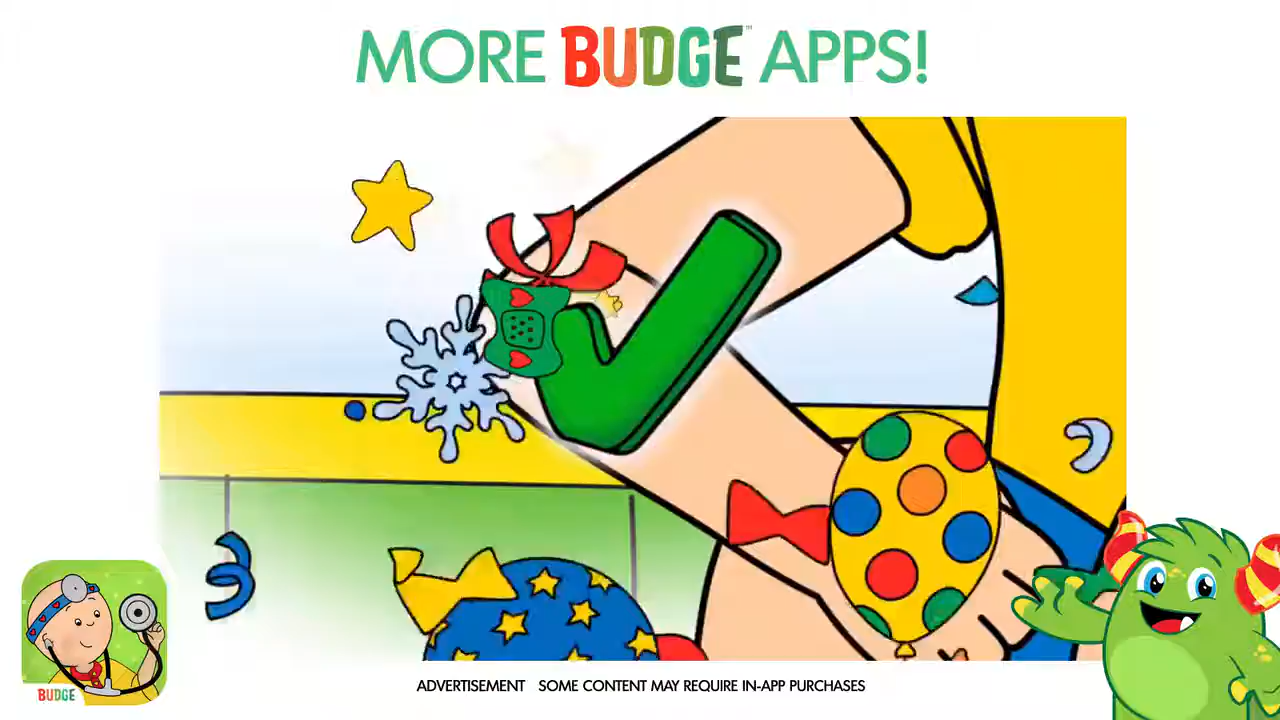 MORE BUDGE™ APPS!
BUDGE
ADVERTISEMENT SOME CONTENT MAY REQUIRE IN-APP PURCHASES